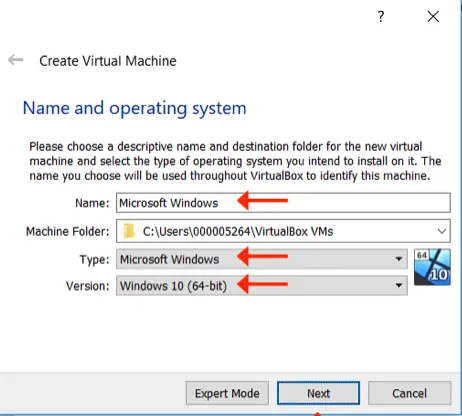 ?
Create Virtual Machine
Name and operating system
Please choose a descriptive name and destination folder for the new virtual
machine and select the type of operating system you intend to install on it. The
name you choose will be used throughout VirtualBox to identify this machine.
Name: Microsoft Windows
Machine Folder: C:\Users\000005264\VirtualBox VMs
Type: Microsoft Windows
64
Version: Windows 10 (64-bit)
10
Expert Mode Next Cancel